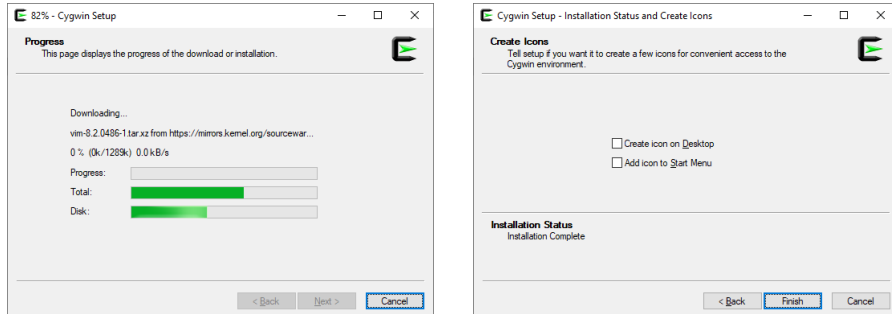 82% - Cygwin Setup
Progress
This page displays the progress of the download or installation.
Downloading...
vim-8.2.0486-1.tar.xz from https://mirrors.kernel.org/sourcewar...
0 % (0k/1289k) 0.0 kB/s
Progress:
Total:
Disk:
< Back Next > Cancel
Cygwin Setup - Installation Status and Create Icons
Create Icons
Tell setup if you want it to create a few icons for convenient access to the
Cygwin environment.
Create icon on Desktop
Add icon to Start Menu
Installation Status
Installation Complete
< Back Finish Cancel